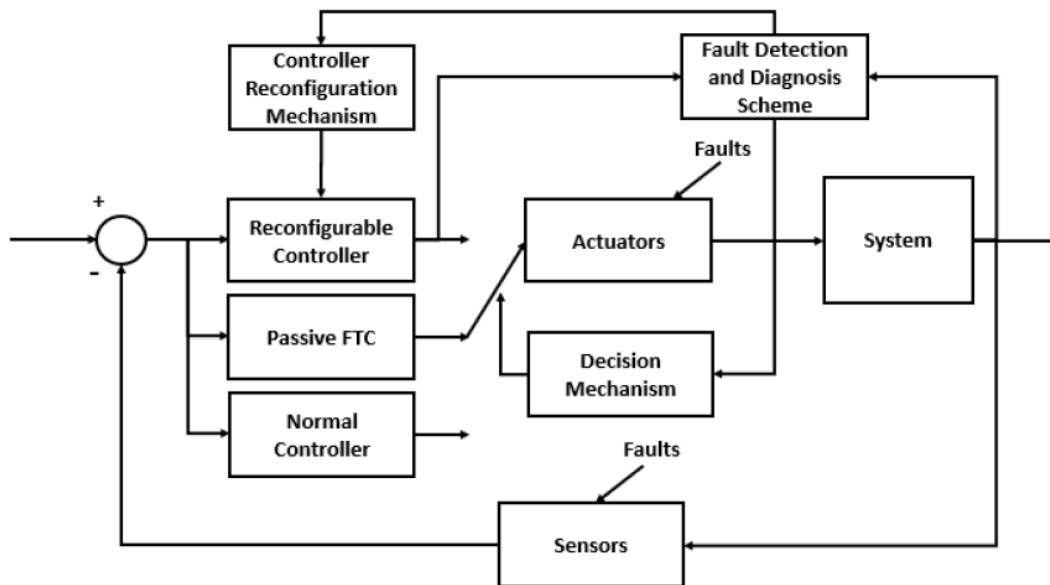 Controller
Reconfiguration
Mechanism
Fault Detection
and Diagnosis
Scheme
Faults
+
-
Reconfigurable
Controller
Actuators
System
Passive FTC
Decision
Mechanism
Normal
Controller
Faults
Sensors